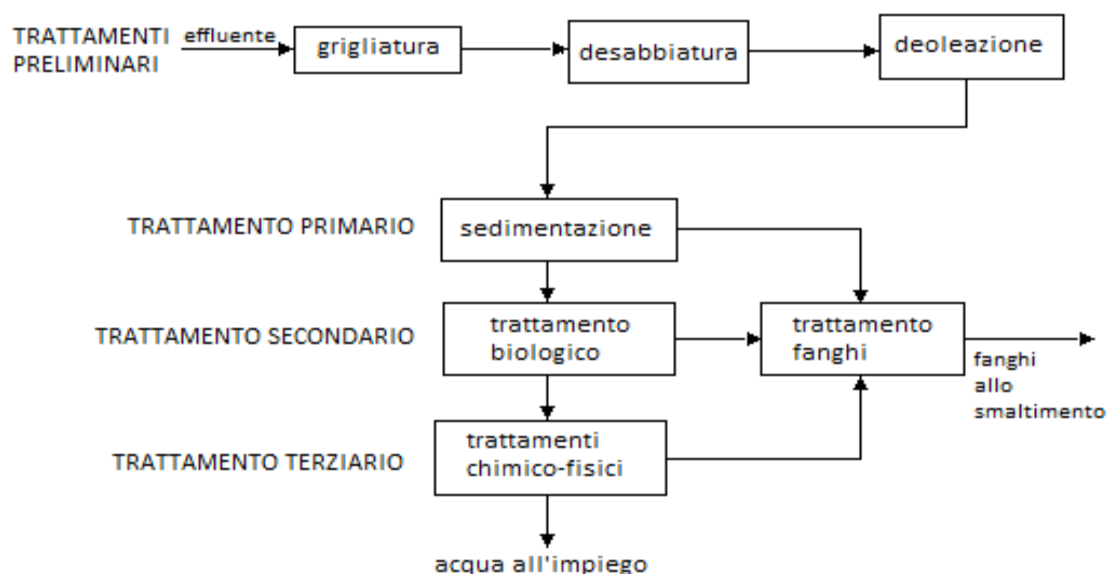 TRATTAMENTI
PRELIMINARI
effluente
grigliatura
desabbiatura
deoleazione
TRATTAMENTO PRIMARIO
sedimentazione
TRATTAMENTO SECONDARIO
trattamento
biologico
trattamento
fanghi
fanghi
allo
smaltimento
TRATTAMENTO TERZIARIO
trattamenti
chimico-fisici
acqua all'impiego